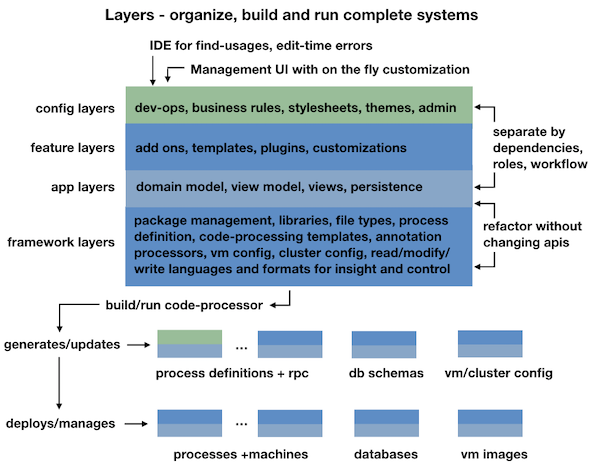 Layers - organize, build and run complete systems
IDE for find-usages, edit-time errors
Management UI with on the fly customization
config layers
dev-ops, business rules, stylesheets, themes, admin
feature layers
add ons, templates, plugins, customizations
app layers
domain model, view model, views, persistence
framework layers
package management, libraries, file types, process
definition, code-processing templates, annotation
processors, vm config, cluster config, read/modify/
write languages and formats for insight and control
separate by
dependencies,
roles, workflow
refactor without
changing apis
build/run code-processor
generates/updates
...
process definitions + rpc
db schemas
vm/cluster config
deploys/manages
...
processes +machines
databases
vm images